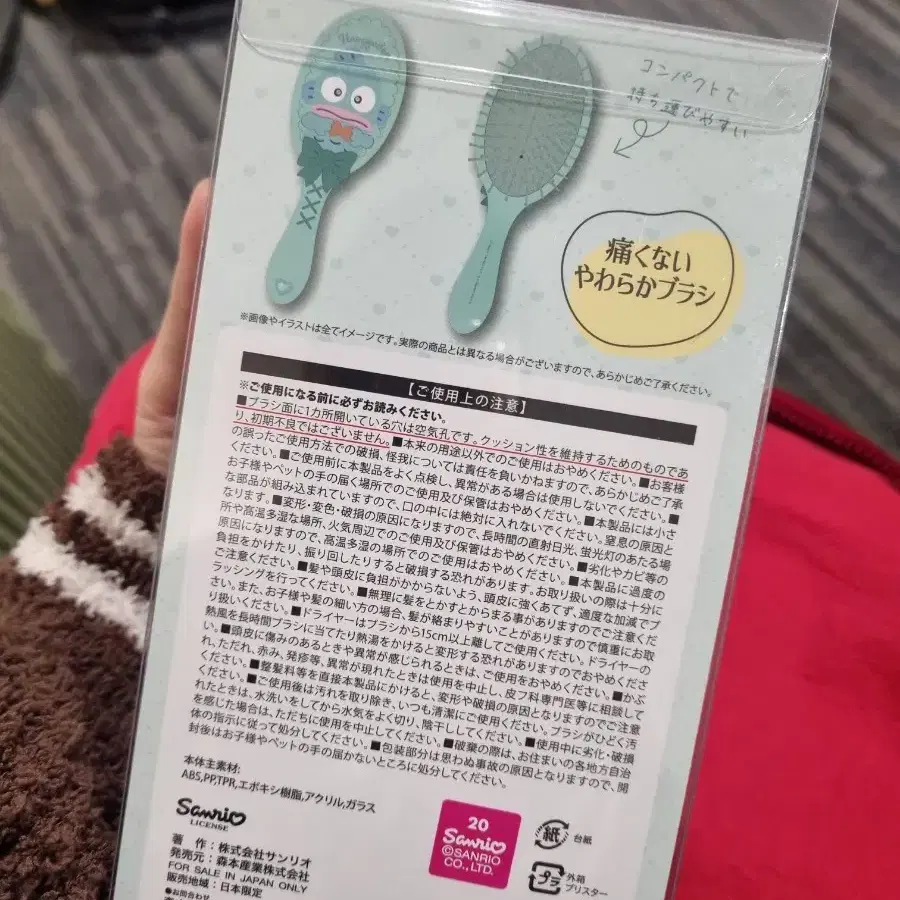 Hangyo
コンパクトで
持ち運びやすい
痛くない
やわらかブラシ
※画像やイラストは全てイメージです。実際の商品とは異なる場合がございますので、あらかじめご了承ください。
【ご使用上の注意】
※ご使用になる前に必ずお読みください。
■ブラシ面に1カ所開いている穴は空気孔です。クッション性を維持するためのものであ
り、初期不良ではございません。■本来の用途以外でのご使用はおやめください。■お客様
の誤ったご使用方法での破損、怪我については責任を負いかねますので、あらかじめご了承
ください。■ご使用前に本製品をよく点検し、異常がある場合は使用しないでください。■
お子様やペットの手の届く場所でのご使用及び保管はおやめください。■本製品には小さ
な部品が組み込まれていますので、口の中には絶対に入れないでください。窒息の原因と
なります。■変形・変色・破損の原因になりますので、長時間の直射日光、蛍光灯のあたる場
所や高温多湿な場所、火気周辺でのご使用及び保管はおやめください。■劣化やカビ等の
原因になりますので、高温多湿の場所でのご使用はおやめください。■本製品に過度の
負担をかけたり、振り回したりすると破損する恐れがあります。お取り扱いの際は十分に
ご注意ください。■髪や頭皮に負担がかからないよう、頭皮に強くあてず、適度な加減でブ
ラッシングを行ってください。■無理に髪をとかすとからまる事がありますのでご注意くだ
さい。また、お子様や髪の細い方の場合、髪が絡まりやすいことがありますので慎重にお取
り扱いください。■ドライヤーはブラシから15cm以上離してご使用ください。ドライヤーの
熱風を長時間ブラシに当てたり熱湯をかけると変形する恐れがありますのでおやめくださ
い。■頭皮に傷みのあるときや異常が感じられるときは、ご使用をおやめください。■かぶ
れ、ただれ、赤み、発疹等、異常が現れたときは使用を中止し、皮フ科専門医等に相談して
ください。■整髪料等を直接本製品にかけると、変形や破損の原因となりますのでご注意
ください。■ご使用後は汚れを取り除き、いつも清潔にご使用ください。ブラシがひどく汚
れたときは、水洗いをしてから水気をよく切り、陰干ししてください。■使用中に劣化・破損
を感じた場合は、ただちに使用を中止してください。■破棄の際は、お住まいの各地方自治
体の指示に従って処分してください。■包装部分は思わぬ事故の原因となりますので、開
封後はお子様やペットの手の届かないところに処分してください。
本体主素材:
ABS,PP,TPR,エポキシ樹脂,アクリル,ガラス
Sanrio
LICENSE
著 作:株式会社サンリオ
発売元:森本産業株式会社
FOR SALE IN JAPAN ONLY
販売地域:日本限定
●お問合わせ
20
Sanrio
©SANRIO
CO., LTD.
紙
台紙
プラ
外箱
ブリスター